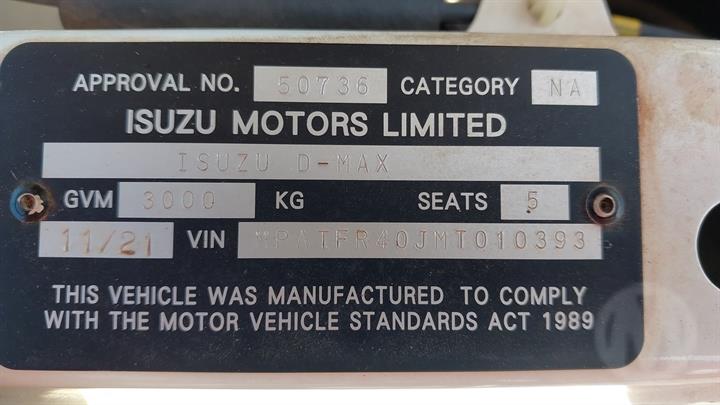 APPROVAL NO. 50736 CATEGORY NA
ISUZU MOTORS LIMITED
ISUZU D-MAX
GVM 3000 KG SEATS 5
11/21 VIN MPATFR40JMT010393
THIS VEHICLE WAS MANUFACTURED TO COMPLY
WITH THE MOTOR VEHICLE STANDARDS ACT 1989